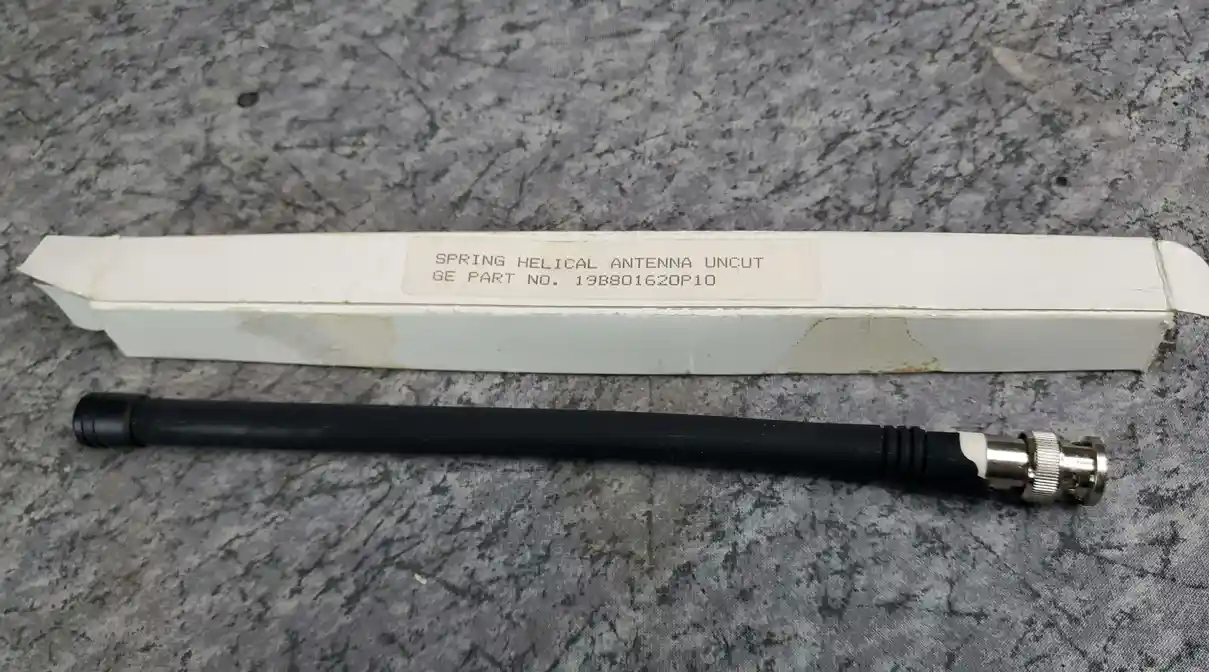 SPRING HELICAL ANTENNA UNCUT
GE PART NO. 19B801620P10